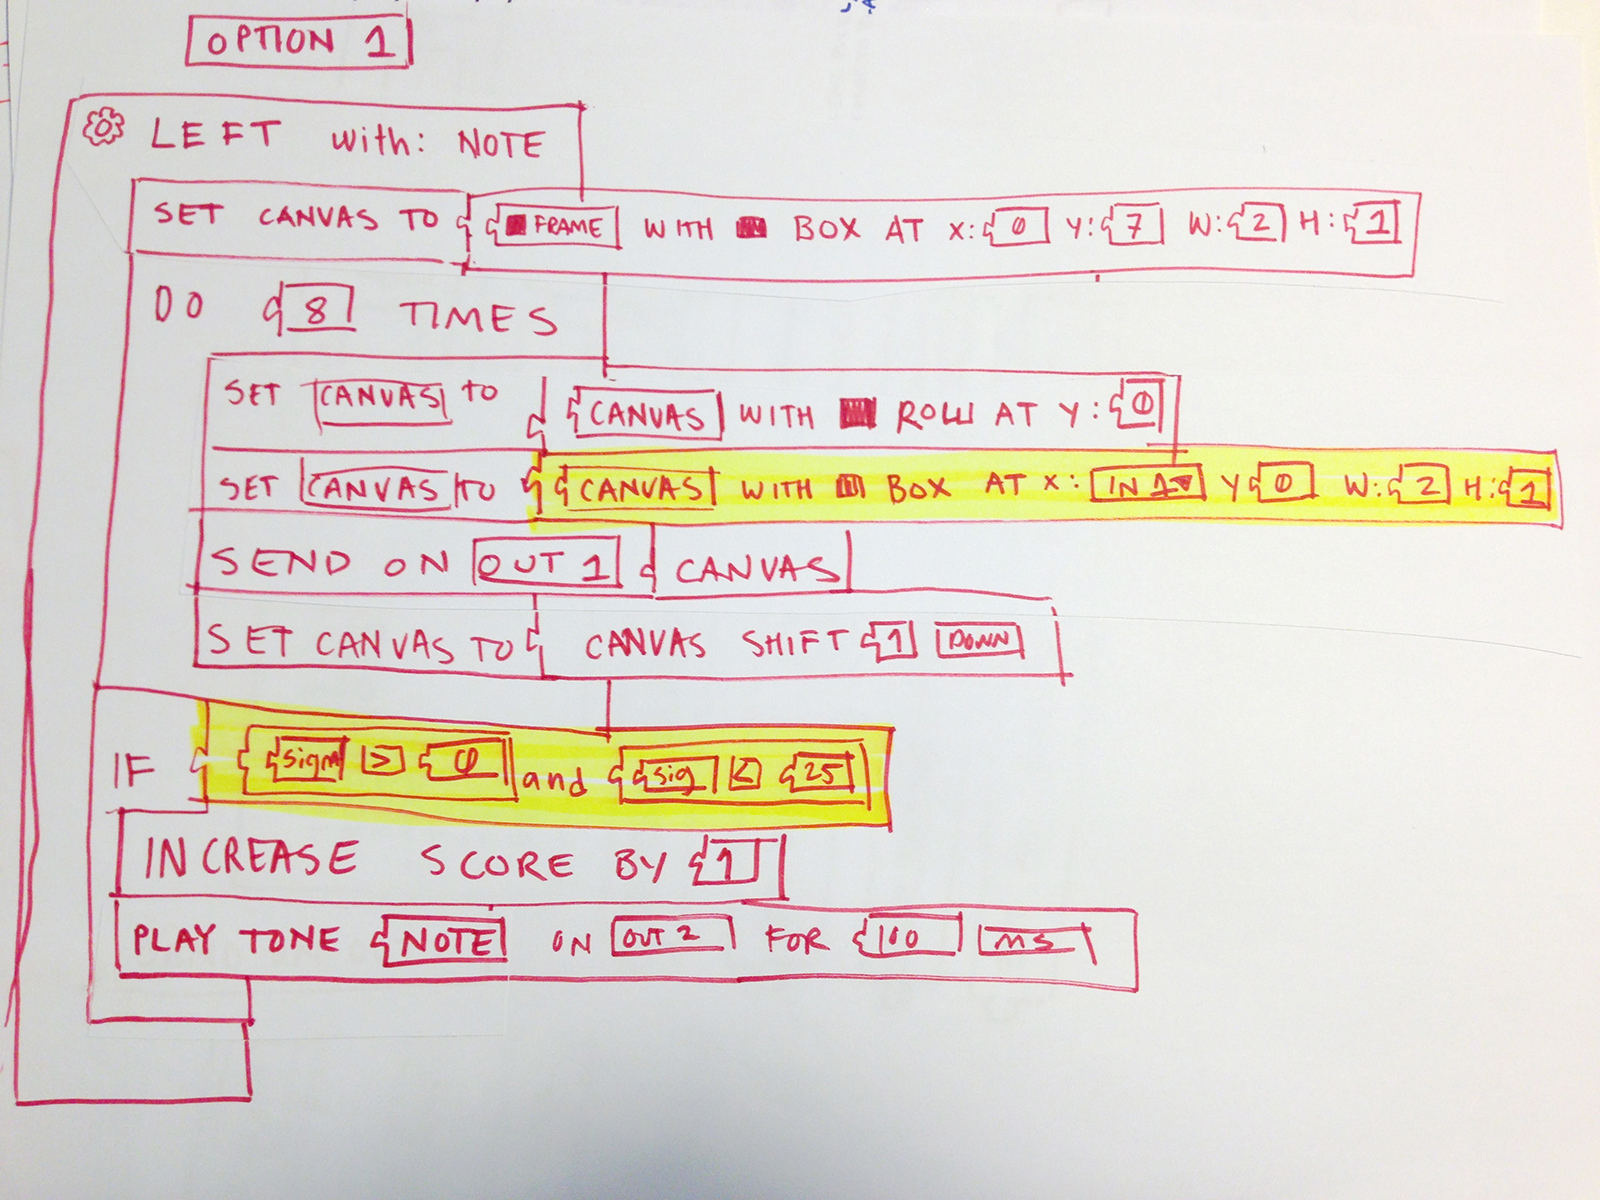 OPTION 1
LEFT with: NOTE
SET CANVAS TO FRAME WITH BOX AT X: 0 Y: 7 W: 2 H: 1
DO 8 TIMES
SET CANVAS TO CANVAS WITH ROW AT Y: 0
SET CANVAS TO CANVAS WITH BOX AT X: IN 1 Y 0 W: 2 H: 1
SEND ON OUT 1 CANVAS
SET CANVAS TO CANVAS SHIFT 1 DOWN
IF > 0 and sig < 25
INCREASE SCORE BY 1
PLAY TONE NOTE ON OUT 2 FOR 100 MS